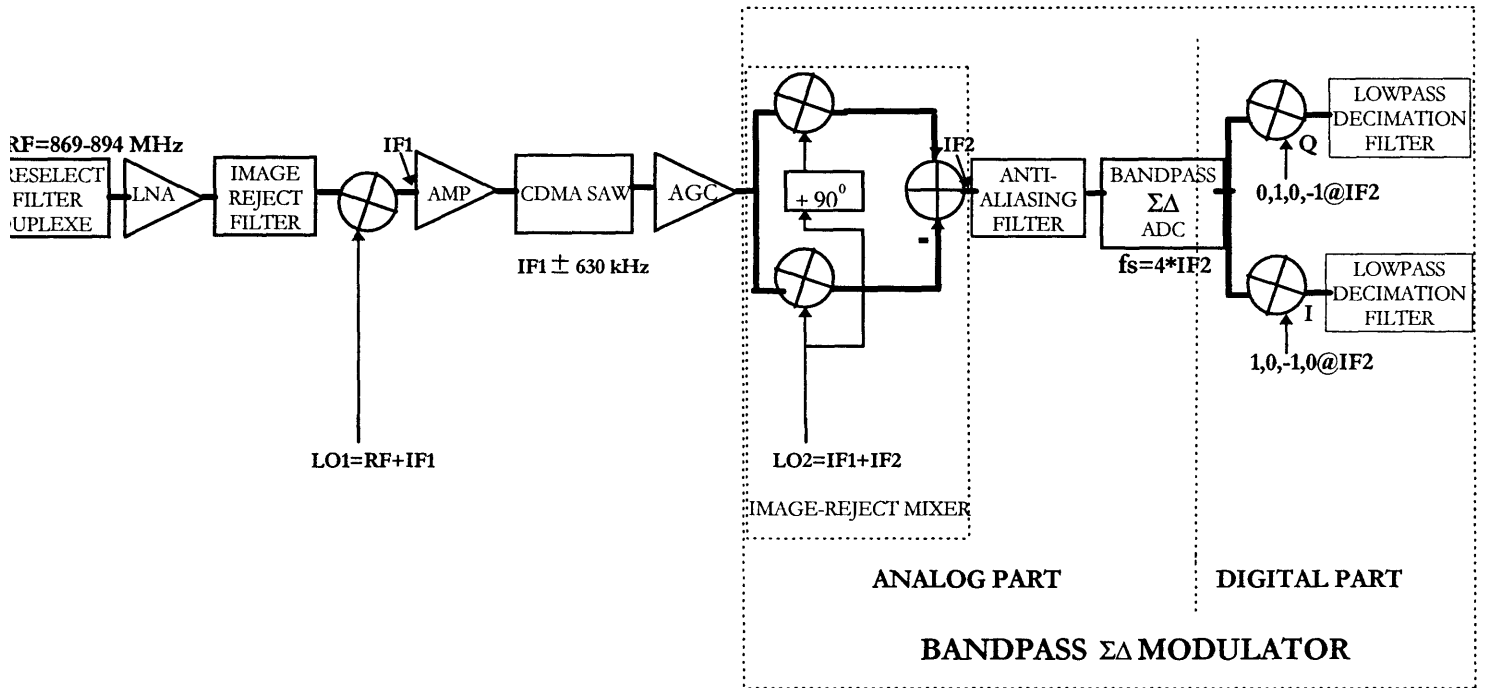 RF=869-894 MHz
RESELECT
FILTER
UPLEXE
LNA
IMAGE
REJECT
FILTER
IF1
AMP
CDMA SAW
IF1 ± 630 kHz
AGC
LO1=RF+IF1
+ 90⁰
-
IF2
LO2=IF1+IF2
IMAGE-REJECT MIXER
ANTI-
ALIASING
FILTER
BANDPASS
ΣΔ
ADC
fs=4*IF2
Q
0,1,0,-1@IF2
LOWPASS
DECIMATION
FILTER
I
1,0,-1,0@IF2
LOWPASS
DECIMATION
FILTER
ANALOG PART
DIGITAL PART
BANDPASS ΣΔ MODULATOR